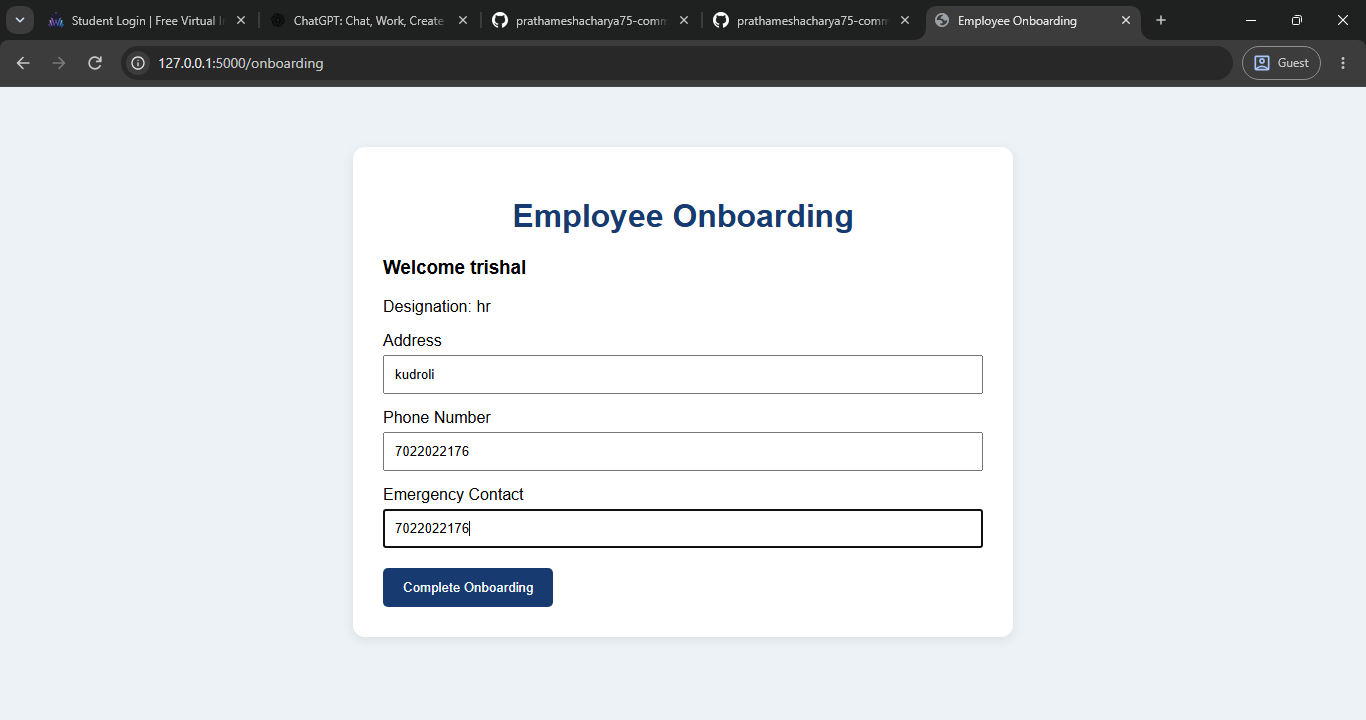 Student Login | Free Virtual I
ChatGPT: Chat, Work, Create
prathameshacharya75-comm
prathameshacharya75-comm
Employee Onboarding
127.0.0.1:5000/onboarding
Guest
Employee Onboarding
Welcome trishal
Designation: hr
Address
kudroli
Phone Number
7022022176
Emergency Contact
7022022176
Complete Onboarding